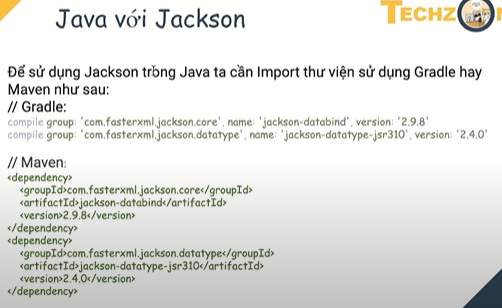 Java với Jackson
TECHZ
Để sử dụng Jackson trong Java ta cần Import thư viện sử dụng Gradle hay
Maven như sau:
// Gradle:
compile group: 'com.fasterxml.jackson.core', name: 'jackson-databind', version: '2.9.8'
compile group: 'com.fasterxml.jackson.datatype', name: 'jackson-datatype-jsr310', version: '2.4.0'
// Maven:
<dependency>
<groupId>com.fasterxml.jackson.core</groupId>
<artifactId>jackson-databind</artifactId>
<version>2.9.8</version>
</dependency>
<dependency>
<groupId>com.fasterxml.jackson.datatype</groupId>
<artifactId>jackson-datatype-jsr310</artifactId>
<version>2.4.0</version>
</dependency>